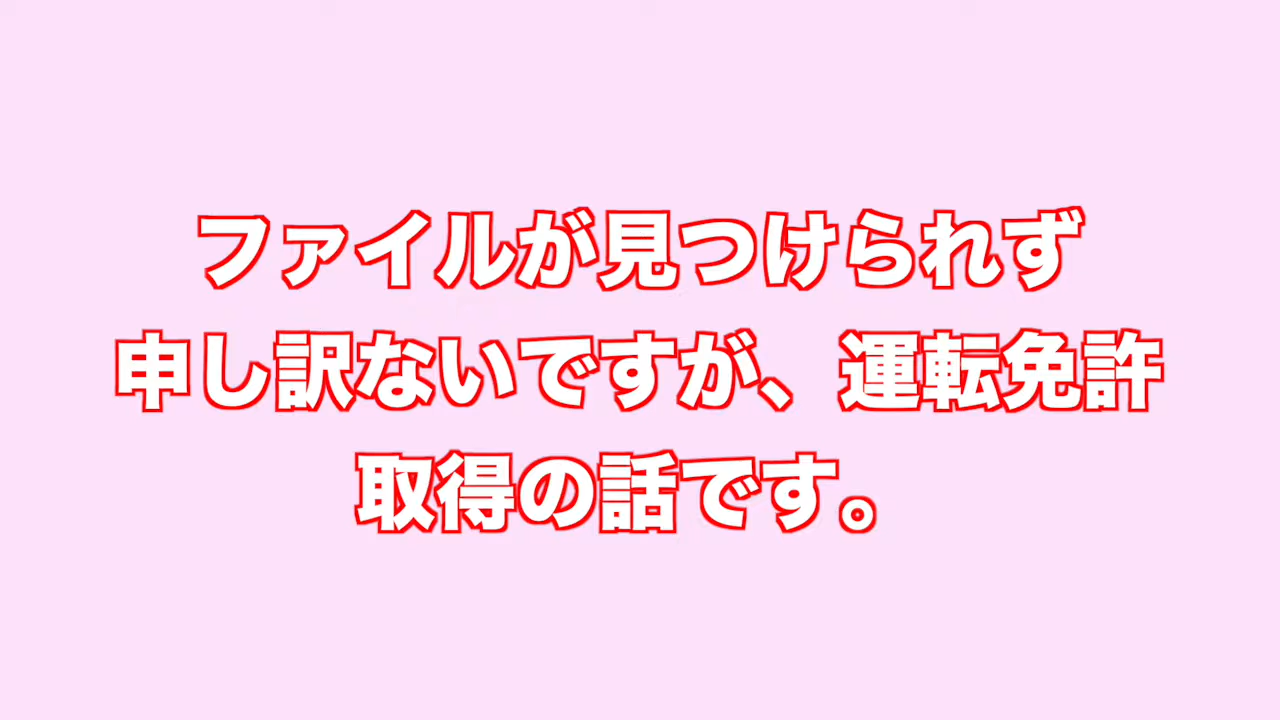 ファイルが見つけられず
申し訳ないですが、運転免許
取得の話です。